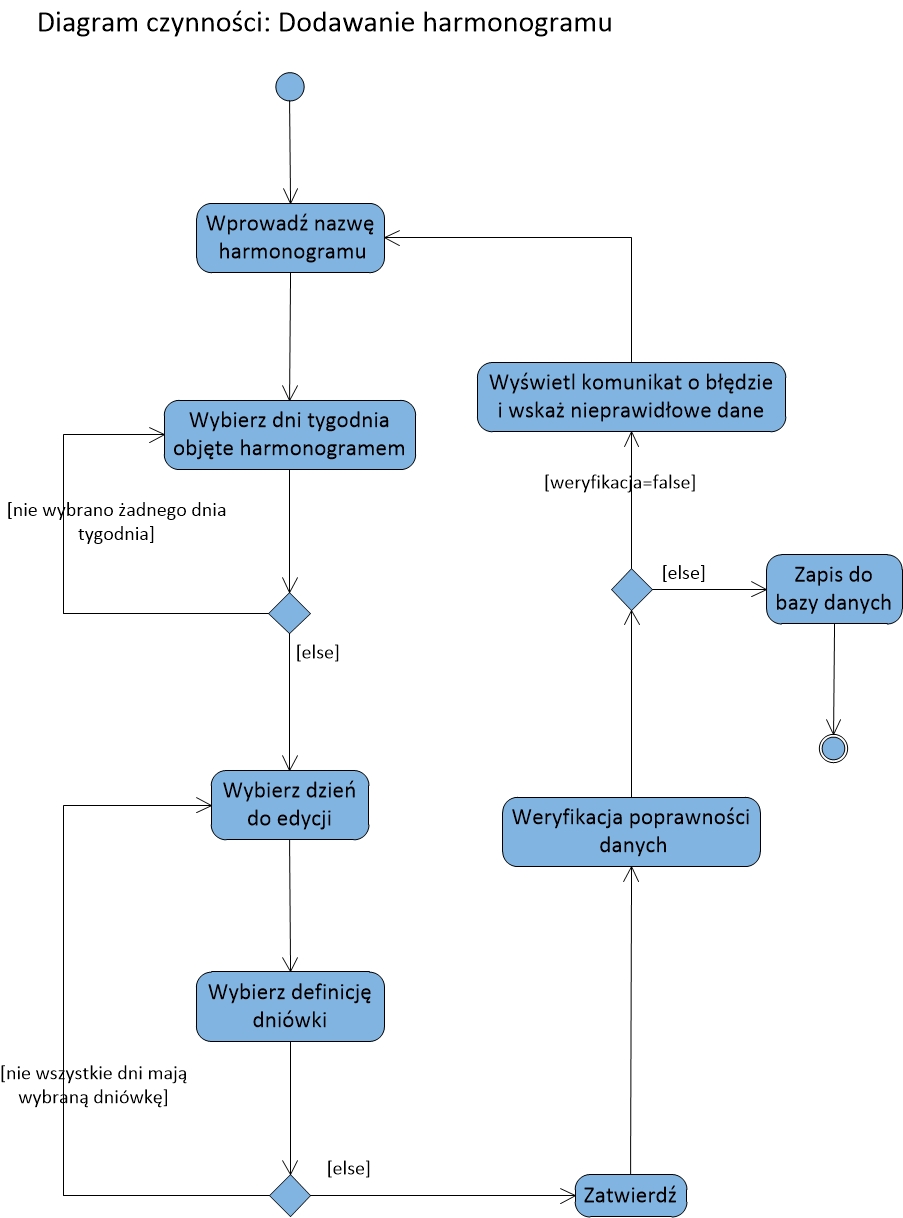 Diagram czynności: Dodawanie harmonogramu
Wprowadź nazwę
harmonogramu
Wybierz dni tygodnia
objęte harmonogramem
[nie wybrano żadnego dnia
tygodnia]
[else]
Wybierz dzień
do edycji
Wybierz definicję
dniówki
[nie wszystkie dni mają
wybraną dniówkę]
[else]
Zatwierdź
Weryfikacja poprawności
danych
[weryfikacja=false]
[else]
Wyświetl komunikat o błędzie
i wskaż nieprawidłowe dane
Zapis do
bazy danych